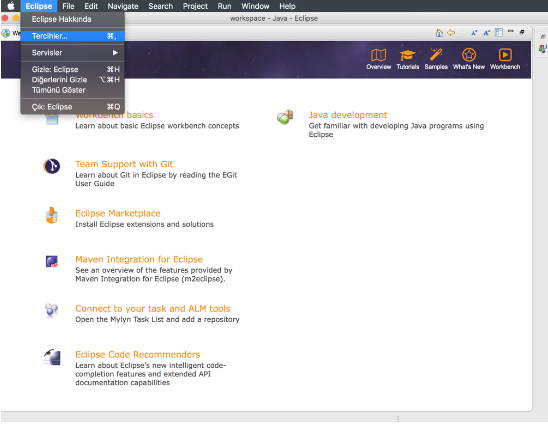 Eclipse File Edit Navigate Search Project Run Window Help
workspace - Java - Eclipse
Eclipse Hakkında
Tercihler... ⌘,
Servisler
Gizle: Eclipse ⌘H
Diğerlerini Gizle ⌥⌘H
Tümünü Göster
Çık: Eclipse ⌘Q
Overview Tutorials Samples What's New Workbench
Workbench basics
Learn about basic Eclipse workbench concepts
Java development
Get familiar with developing Java programs using
Eclipse
Team Support with Git
Learn about Git in Eclipse by reading the EGit
User Guide
Eclipse Marketplace
Install Eclipse extensions and solutions
Maven Integration for Eclipse
See an overview of the features provided by
Maven Integration for Eclipse (m2eclipse).
Connect to your task and ALM tools
Open the Mylyn Task List and add a repository
Eclipse Code Recommenders
Learn about Eclipse's new intelligent code-
completion features and extended API
documentation capabilities